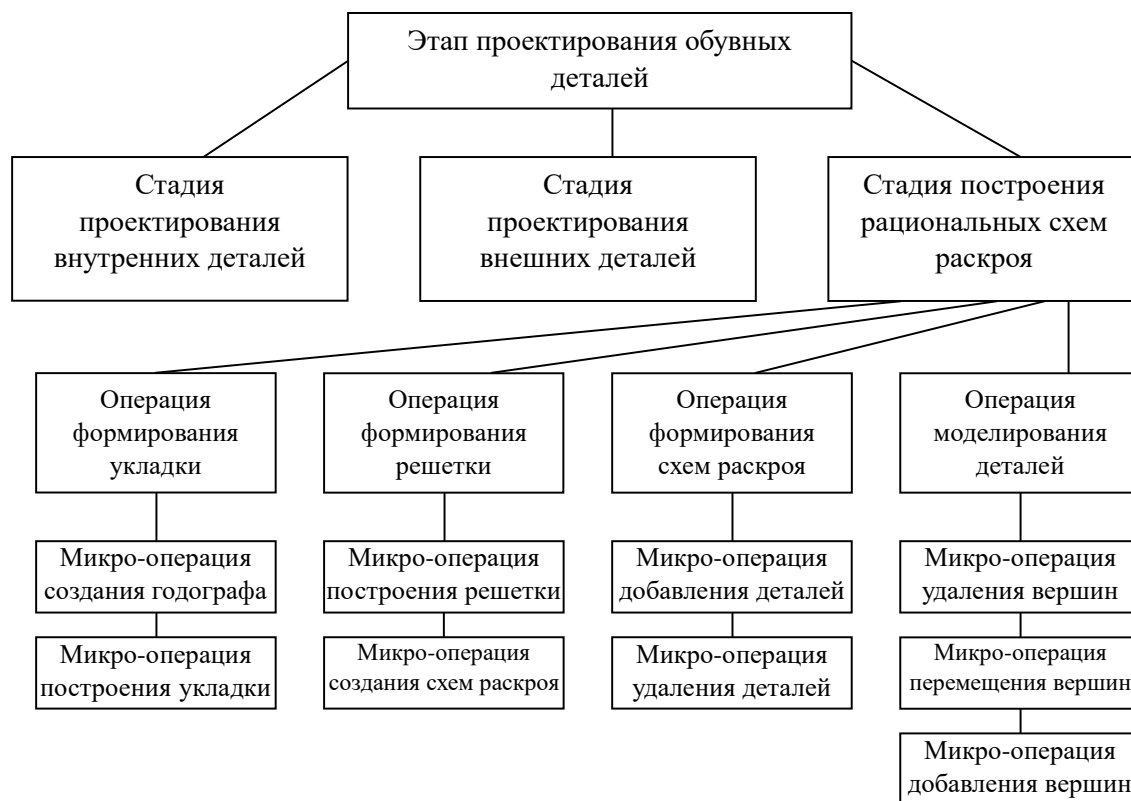 Этап проектирования обувных
деталей
Стадия
проектирования
внутренних деталей
Стадия
проектирования
внешних деталей
Стадия построения
рациональных схем
раскроя
Операция
формирования
укладки
Операция
формирования
решетки
Операция
формирования
схем раскроя
Операция
моделирования
деталей
Микро-операция
создания годографа
Микро-операция
построения решетки
Микро-операция
добавления деталей
Микро-операция
удаления вершин
Микро-операция
построения укладки
Микро-операция
создания схем раскроя
Микро-операция
удаления деталей
Микро-операция
перемещения вершин
Микро-операция
добавления вершин